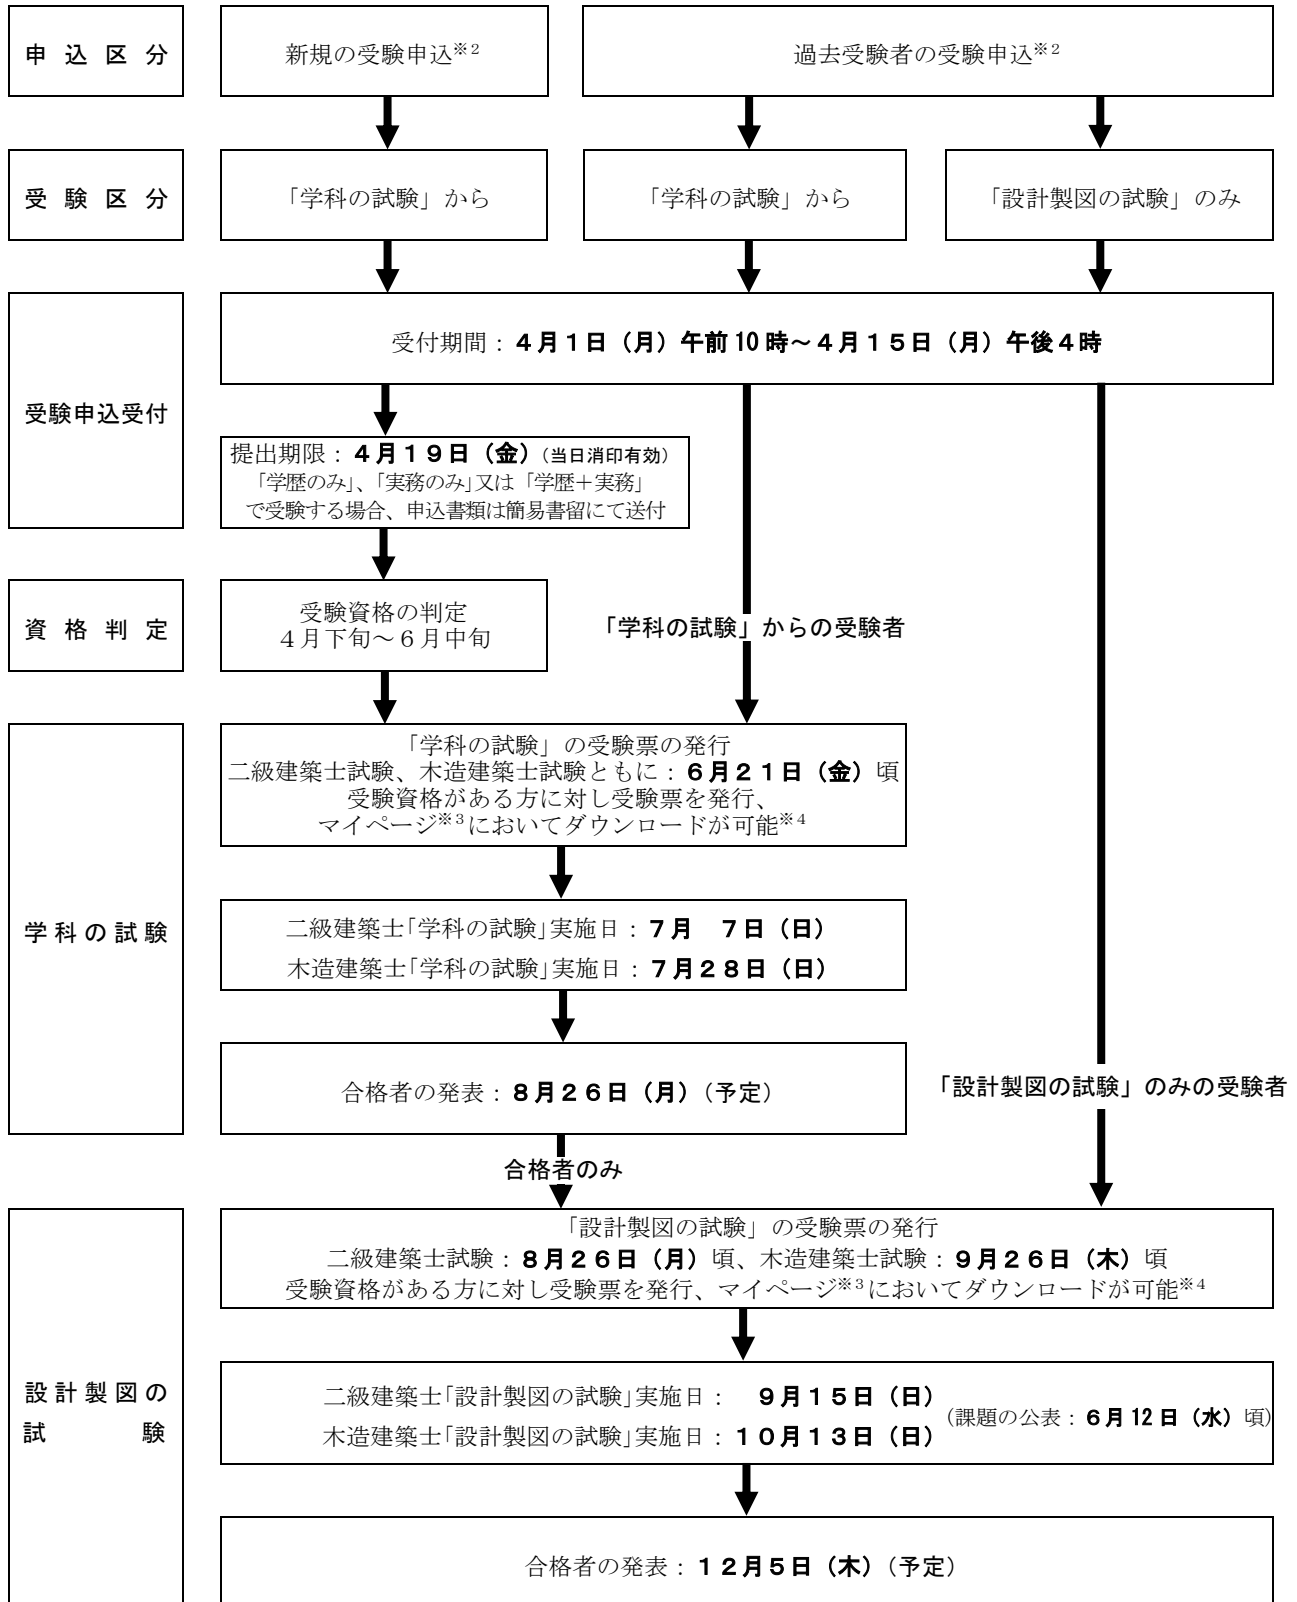 申込区分
新規の受験申込※2
過去受験者の受験申込※2
受験区分
「学科の試験」から
「学科の試験」から
「設計製図の試験」のみ
受験申込受付
受付期間：４月１日（月）午前10時～４月１５日（月）午後４時
提出期限：４月１９日（金）（当日消印有効）
「学歴のみ」、「実務のみ」又は「学歴＋実務」
で受験する場合、申込書類は簡易書留にて送付
資格判定
受験資格の判定
４月下旬～６月中旬
「学科の試験」からの受験者
学科の試験
「学科の試験」の受験票の発行
二級建築士試験、木造建築士試験ともに：６月２１日（金）頃
受験資格がある方に対し受験票を発行、
マイページ※3においてダウンロードが可能※4
二級建築士「学科の試験」実施日：７月　７日（日）
木造建築士「学科の試験」実施日：７月２８日（日）
合格者の発表：８月２６日（月）（予定）
「設計製図の試験」のみの受験者
合格者のみ
設計製図の
試験
「設計製図の試験」の受験票の発行
二級建築士試験：８月２６日（月）頃、木造建築士試験：９月２６日（木）頃
受験資格がある方に対し受験票を発行、マイページ※3においてダウンロードが可能※4
二級建築士「設計製図の試験」実施日：　９月１５日（日）
木造建築士「設計製図の試験」実施日：１０月１３日（日）
（課題の公表：６月12日（水）頃）
合格者の発表：１２月５日（木）（予定）